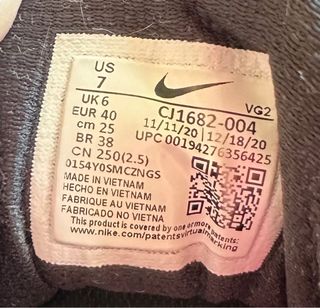 US
7
UK 6
EUR 40
cm 25
BR 38
CN 250(2.5)
VG2
CJ1682-004
11/11/20 12/18/20
UPC 00194276356425
0154Y0SMCZNGS
MADE IN VIETNAM
HECHO EN VIETNAM
FABRIQUE AU VIETNAM
FABRICADO NO VIETNA
This product is covered by one or more patents:
www.nike.com/patentsvirtualmarking